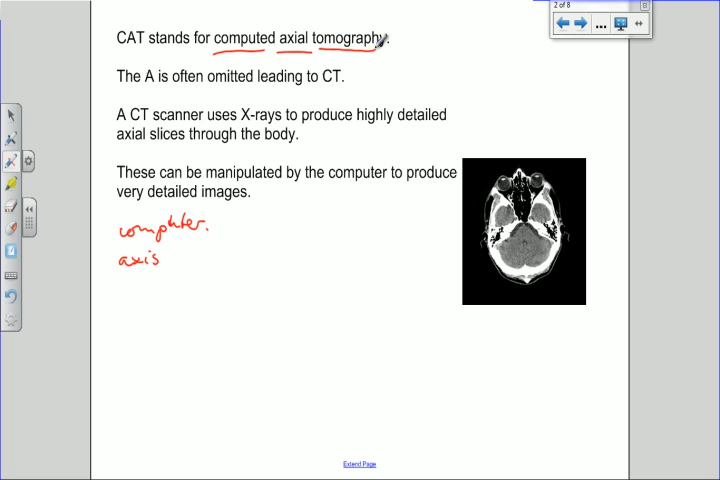 2 of 8
CAT stands for computed axial tomography.
The A is often omitted leading to CT.
A CT scanner uses X-rays to produce highly detailed
axial slices through the body.
These can be manipulated by the computer to produce
very detailed images.
computer.
axis
Extend Page